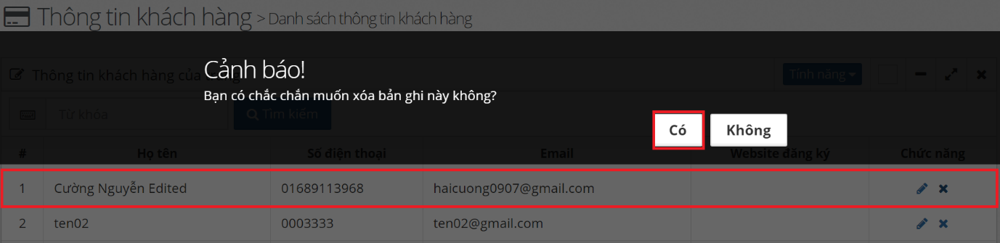 Thông tin khách hàng > Danh sách thông tin khách hàng
Cảnh báo!
Thông tin khách hàng của
Tính năng
Bạn có chắc chắn muốn xóa bản ghi này không?
Từ khóa
Tìm kiếm
Có
Không
# Họ tên Số điện thoại Email Website đăng ký Chức năng
1 Cường Nguyễn Edited 01689113968 haicuong0907@gmail.com
2 ten02 0003333 ten02@gmail.com